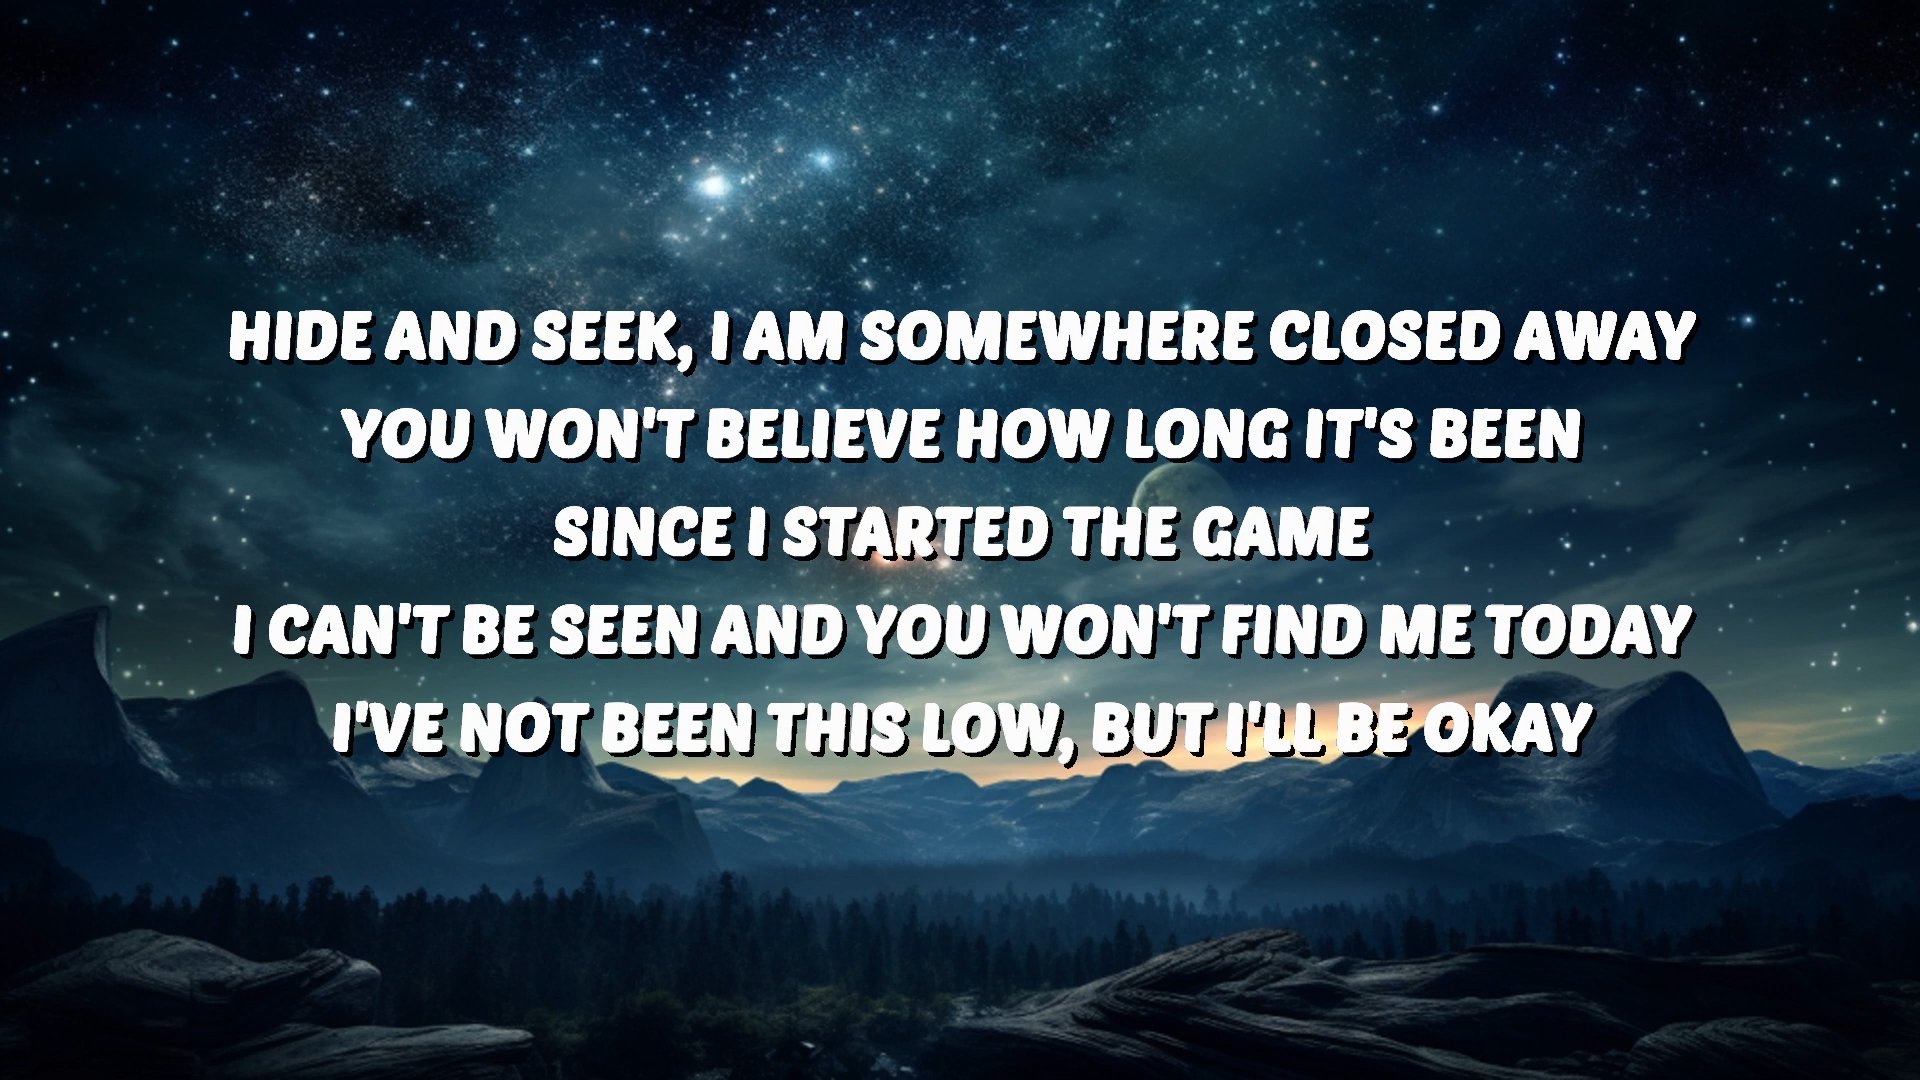 HIDE AND SEEK, I AM SOMEWHERE CLOSED AWAY
YOU WON'T BELIEVE HOW LONG IT'S BEEN
SINCE I STARTED THE GAME
I CAN'T BE SEEN AND YOU WON'T FIND ME TODAY
I'VE NOT BEEN THIS LOW, BUT I'LL BE OKAY